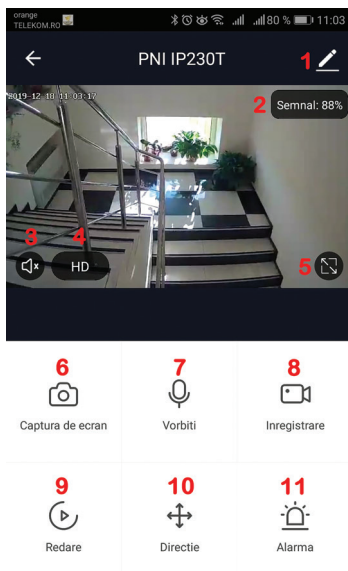 orange
TELEKOM.RO
80 % 11:03
PNI IP230T
1
2019-12-18 11:03:17
2
Semnal: 88%
3
4
HD
5
6
7
8
Captura de ecran
Vorbiti
Inregistrare
9
10
11
Redare
Directie
Alarma